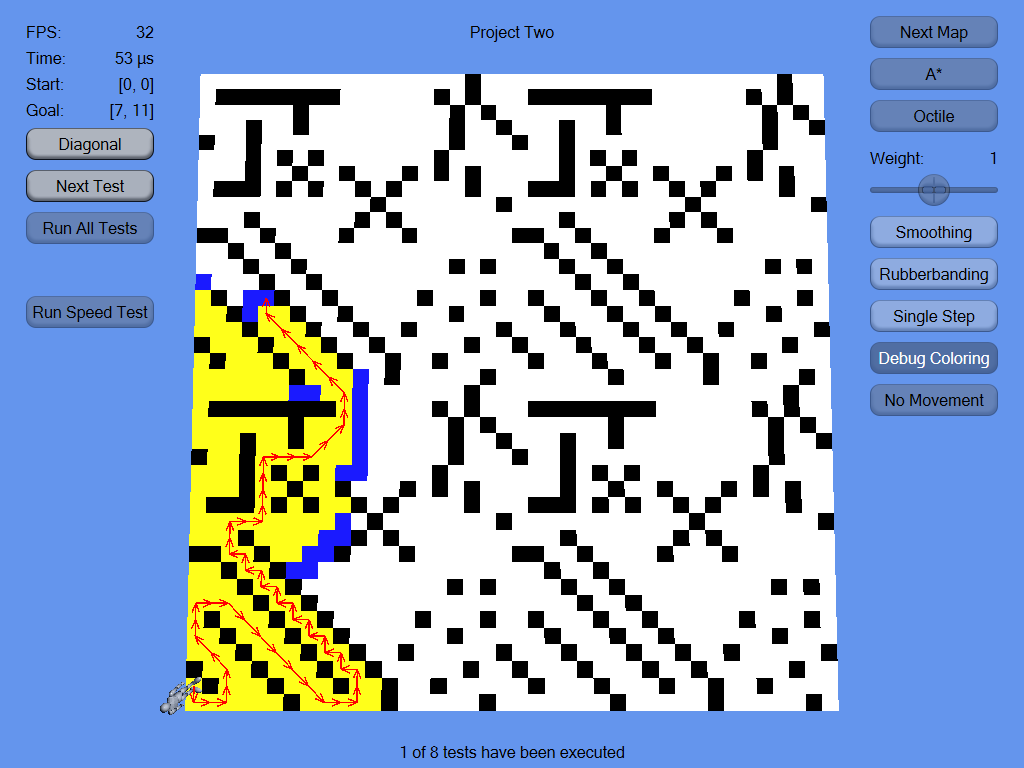 FPS: 32
Time: 53 µs
Start: [0, 0]
Goal: [7, 11]
Diagonal
Next Test
Run All Tests
Run Speed Test
Project Two
Next Map
A*
Octile
Weight: 1
Smoothing
Rubberbanding
Single Step
Debug Coloring
No Movement
1 of 8 tests have been executed